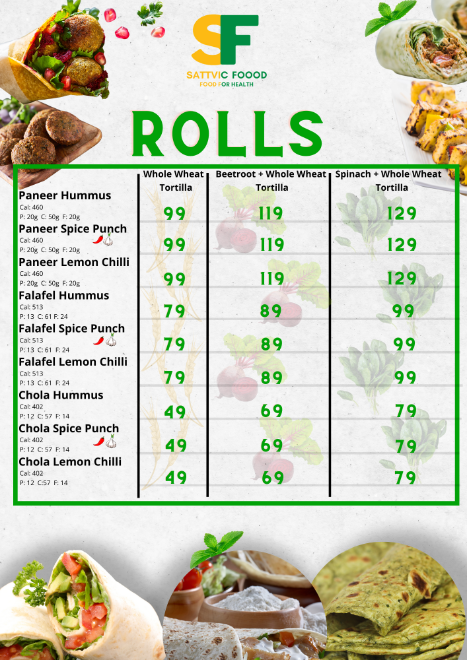 SF
SATTVIC FOOOD
FOOD FOR HEALTH
ROLLS
Whole Wheat Tortilla
Beetroot + Whole Wheat Tortilla
Spinach + Whole Wheat Tortilla
Paneer Hummus
Cal: 460
P: 20g C: 50g F: 20g
99 119 129
Paneer Spice Punch
Cal: 460
P: 20g C: 50g F: 20g
99 119 129
Paneer Lemon Chilli
Cal: 460
P: 20g C: 50g F: 20g
99 119 129
Falafel Hummus
Cal: 513
P: 13 C: 61 F: 24
79 89 99
Falafel Spice Punch
Cal: 513
P: 13 C: 61 F: 24
79 89 99
Falafel Lemon Chilli
Cal: 513
P: 13 C: 61 F: 24
79 89 99
Chola Hummus
Cal: 402
P: 12 C: 57 F: 14
49 69 79
Chola Spice Punch
Cal: 402
P: 12 C: 57 F: 14
49 69 79
Chola Lemon Chilli
Cal: 402
P: 12 C:57 F: 14
49 69 79